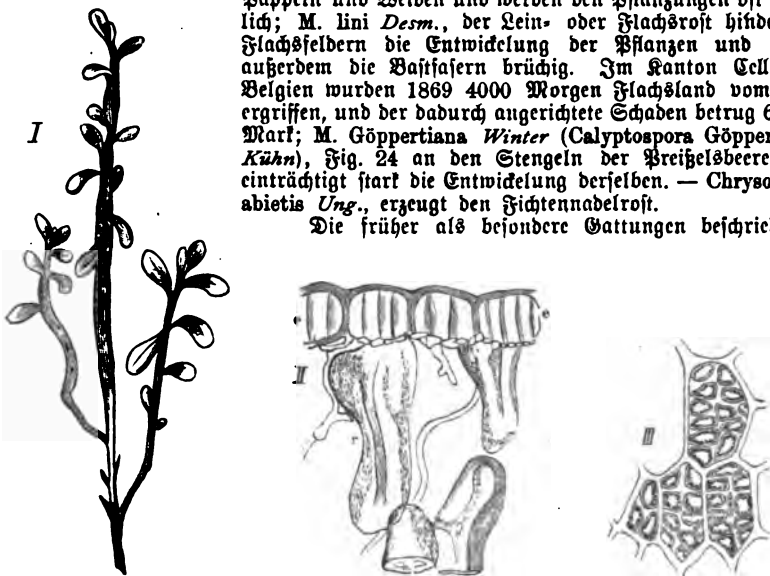 Pappeln und Weiden und werden den Pflanzungen oft
lich; M. lini Desm., der Lein- oder Flachsrost hinde
Flachsfeldern die Entwickelung der Pflanzen und
außerdem die Bastfasern brüchig. Im Kanton Cell
Belgien wurden 1869 4000 Morgen Flachsland vom
ergriffen, und der dadurch angerichtete Schaden betrug 6
Mark; M. Göppertiana Winter (Calyptospora Göpper
Kühn), Fig. 24 an den Stengeln der Preißelsbeere
einträchtigt stark die Entwickelung derselben. — Chryso
abietis Ung., erzeugt den Fichtennadelrost.
Die früher als besondere Gattungen beschrie
I
e
e
II
r
III